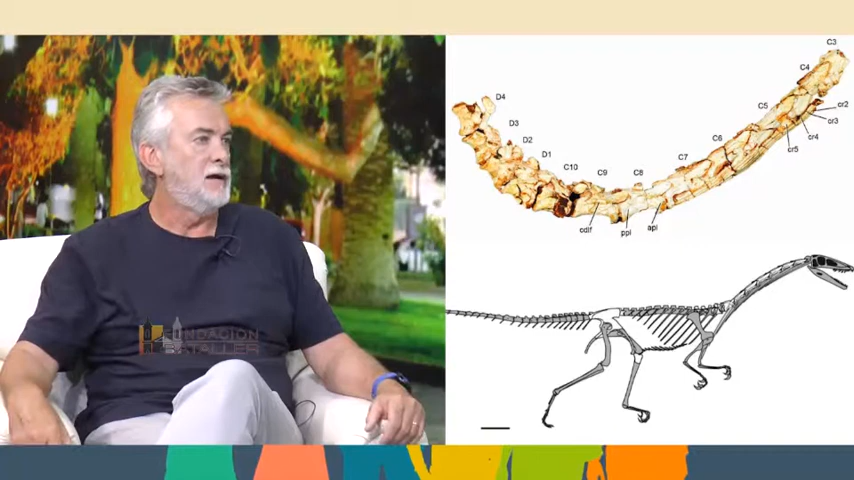 FUNDACIÓN
TALLER
C3
C4
C5
C6
C7
C8
C9
C10
D1
D2
D3
D4
cr2
cr3
cr4
cr5
cdlf
ppl
apl